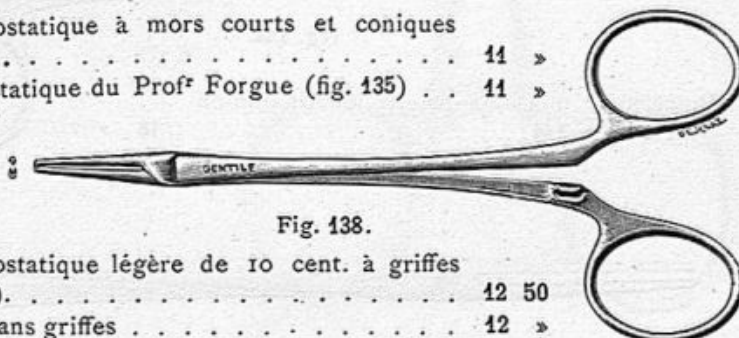 ostatique à mors courts et coniques
. . . . . . . . . . . . . . . . . . 11 »
tatique du Profr Forgue (fig. 135) . . 11 »
GENTILE
Fig. 138.
ostatique légère de 10 cent. à griffes
). . . . . . . . . . . . . . . . . . 12 50
ans griffes . . . . . . . . . . . . . 12 »